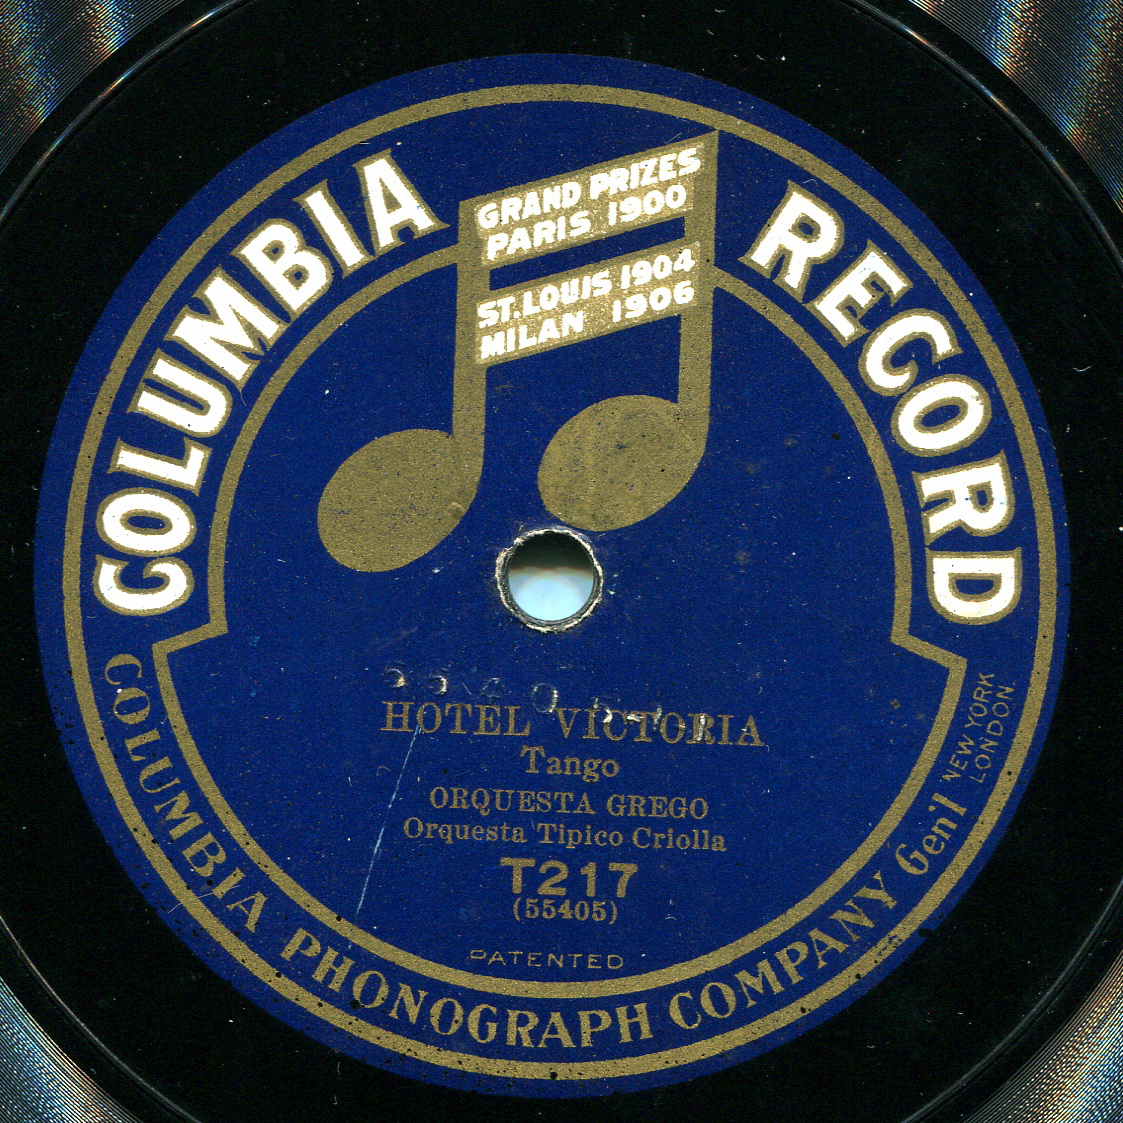 COLUMBIA RECORD
GRAND PRIZES
PARIS 1900
ST. LOUIS 1904
MILAN 1906
HOTEL VICTORIA
Tango
ORQUESTA GREGO
Orquesta Tipico Criolla
T217
(55405)
PATENTED
COLUMBIA PHONOGRAPH COMPANY Gen'l
NEW YORK
LONDON